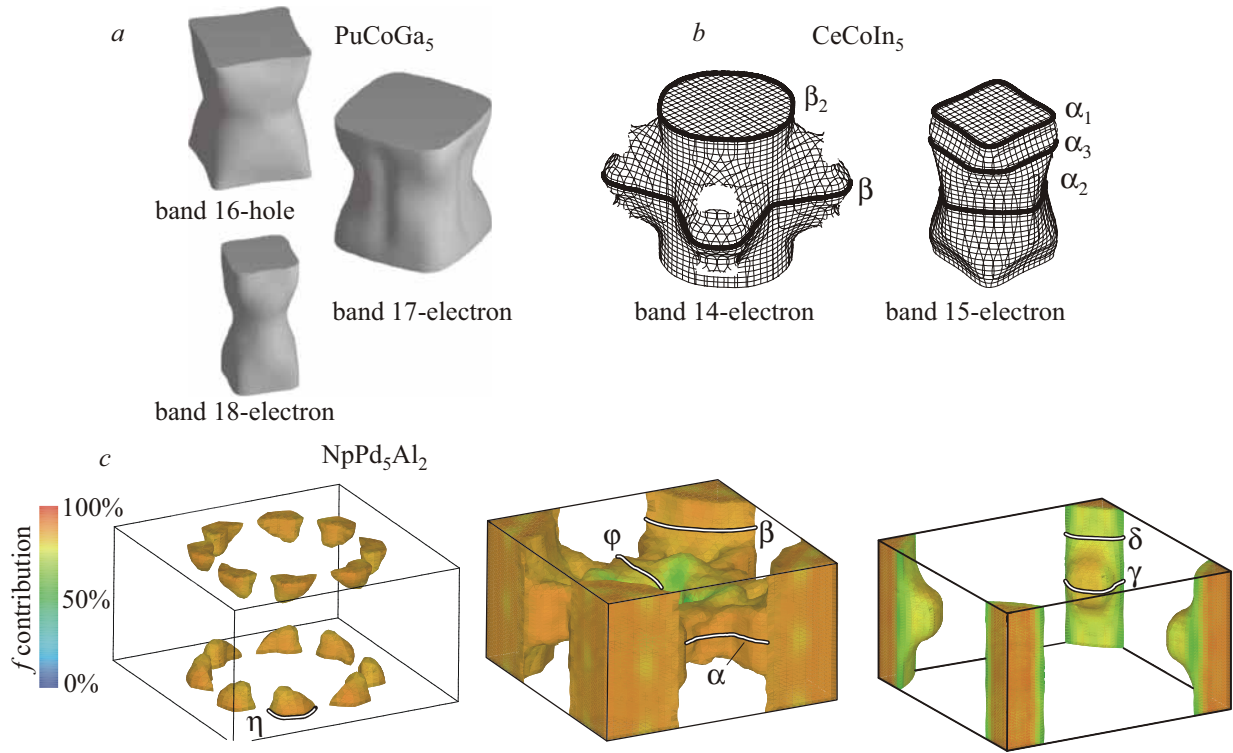 a
PuCoGa₅
b
CeCoIn₅
band 16-hole
band 17-electron
band 18-electron
β₂
β
band 14-electron
α₁
α₃
α₂
band 15-electron
c
NpPd₅Al₂
f contribution
100%
50%
0%
η
φ
β
α
δ
γ